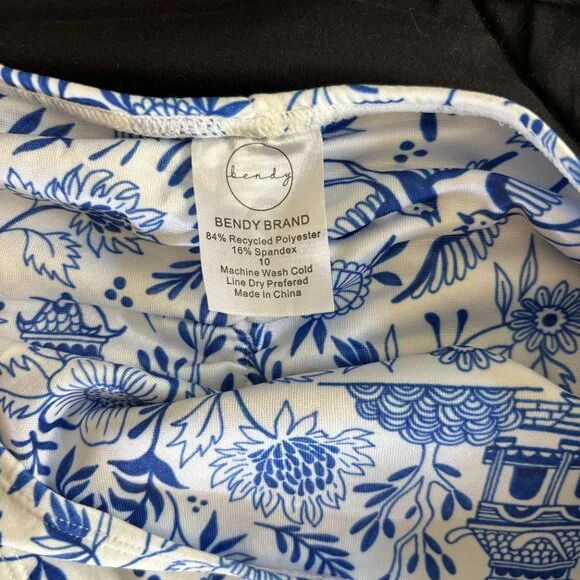 bendy
BENDY BRAND
84% Recycled Polyester
16% Spandex
10
Machine Wash Cold
Line Dry Prefered
Made in China